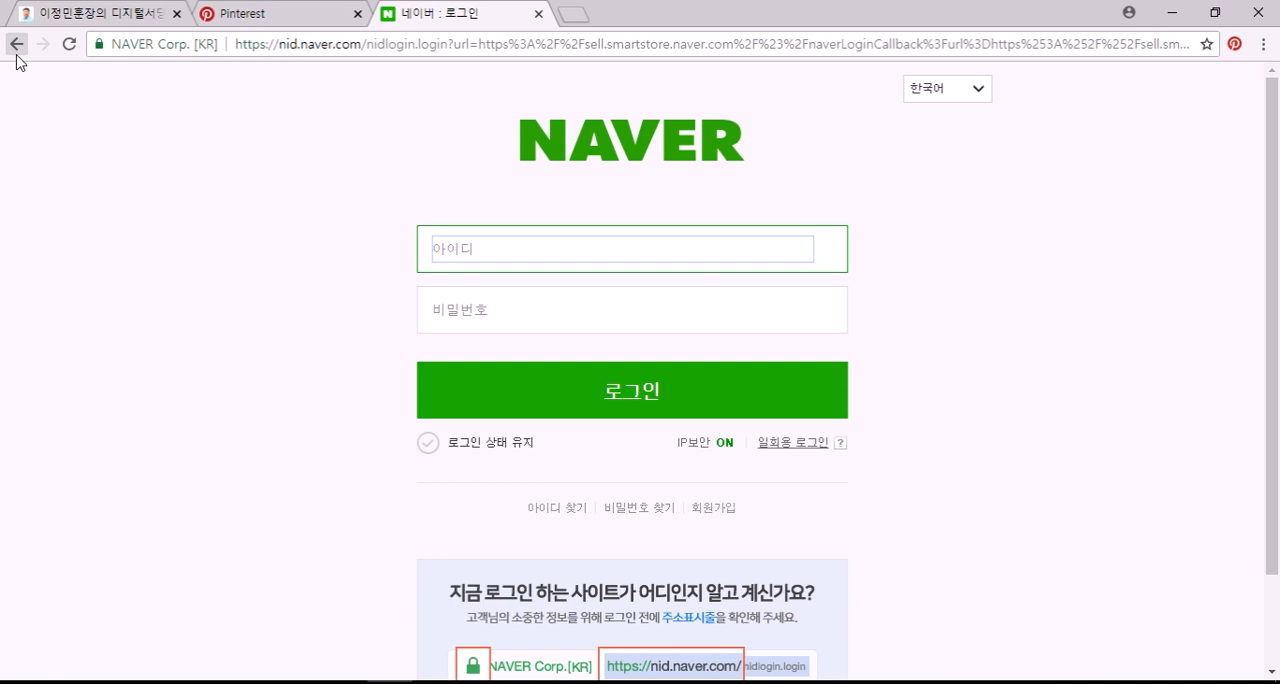 이정민훈장의 디지털서당
Pinterest
네이버 : 로그인
NAVER Corp. [KR]
https://nid.naver.com/nidlogin.login?url=https%3A%2F%2Fsell.smartstore.naver.com%2F%23%2FnaverLoginCallback%3Furl%3Dhttps%253A%252F%252Fsell.sm...
한국어
NAVER
아이디
비밀번호
로그인
로그인 상태 유지
IP보안 ON
일회용 로그인 ?
아이디 찾기
비밀번호 찾기
회원가입
지금 로그인 하는 사이트가 어디인지 알고 계신가요?
고객님의 소중한 정보를 위해 로그인 전에 주소표시줄을 확인해 주세요.
NAVER Corp.[KR] https://nid.naver.com/nidlogin.login